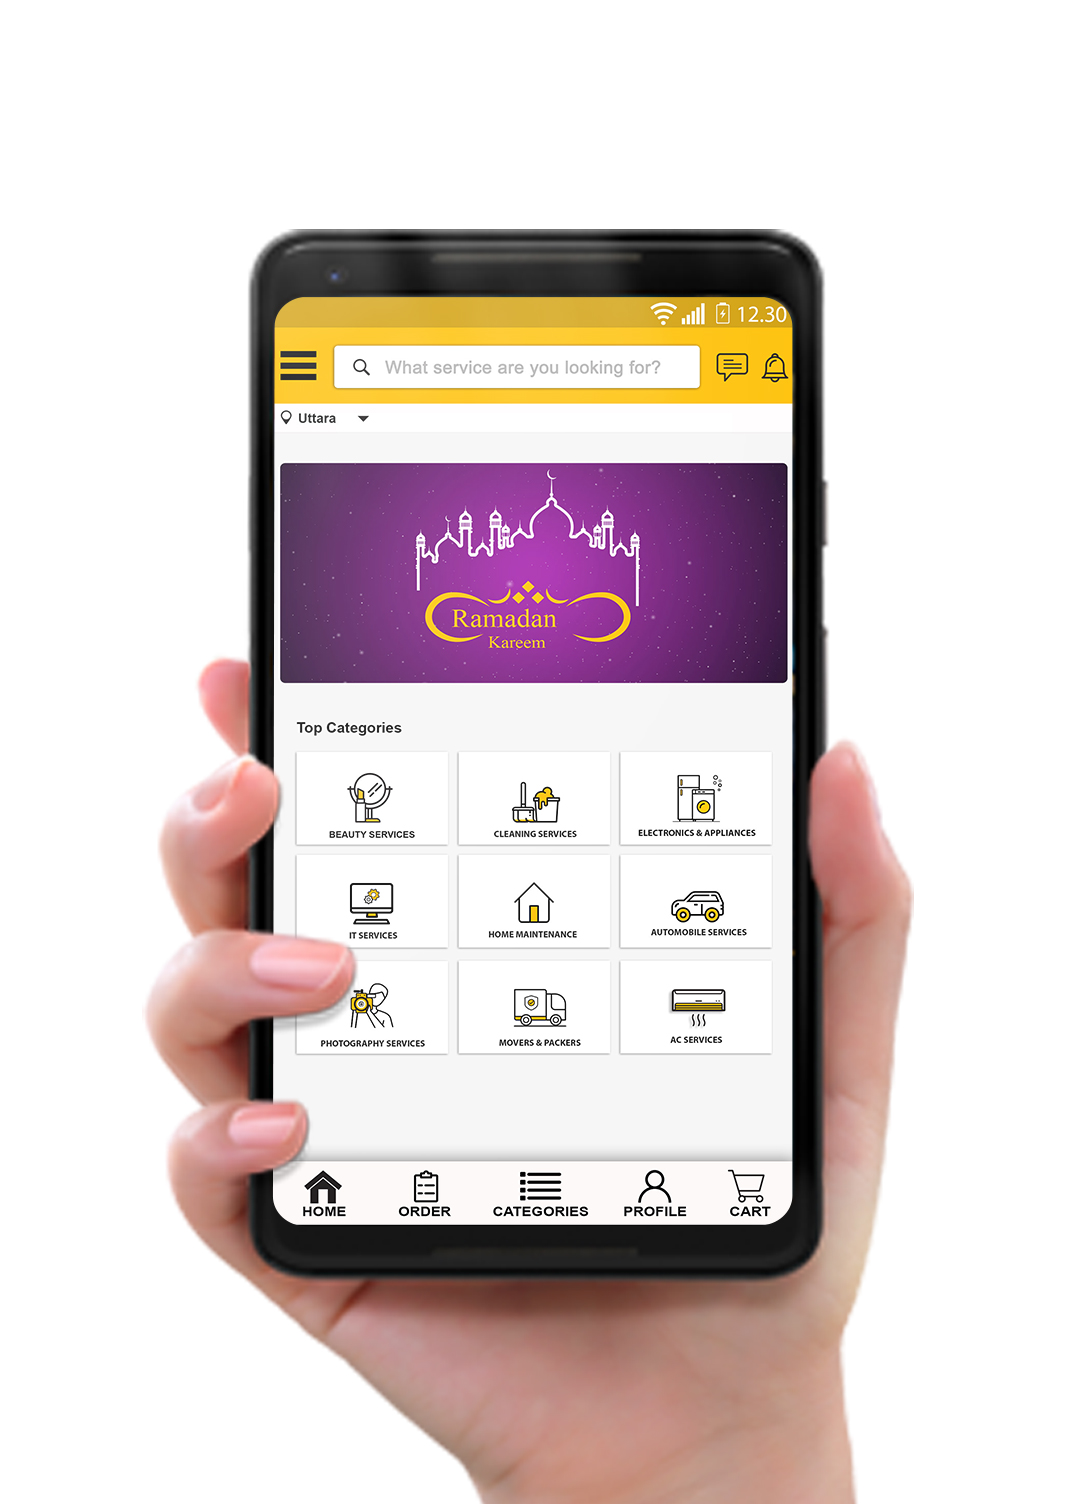 12.30
What service are you looking for?
Uttara
Ramadan
Kareem
Top Categories
BEAUTY SERVICES
CLEANING SERVICES
ELECTRONICS & APPLIANCES
IT SERVICES
HOME MAINTENANCE
AUTOMOBILE SERVICES
PHOTOGRAPHY SERVICES
MOVERS & PACKERS
AC SERVICES
HOME
ORDER
CATEGORIES
PROFILE
CART